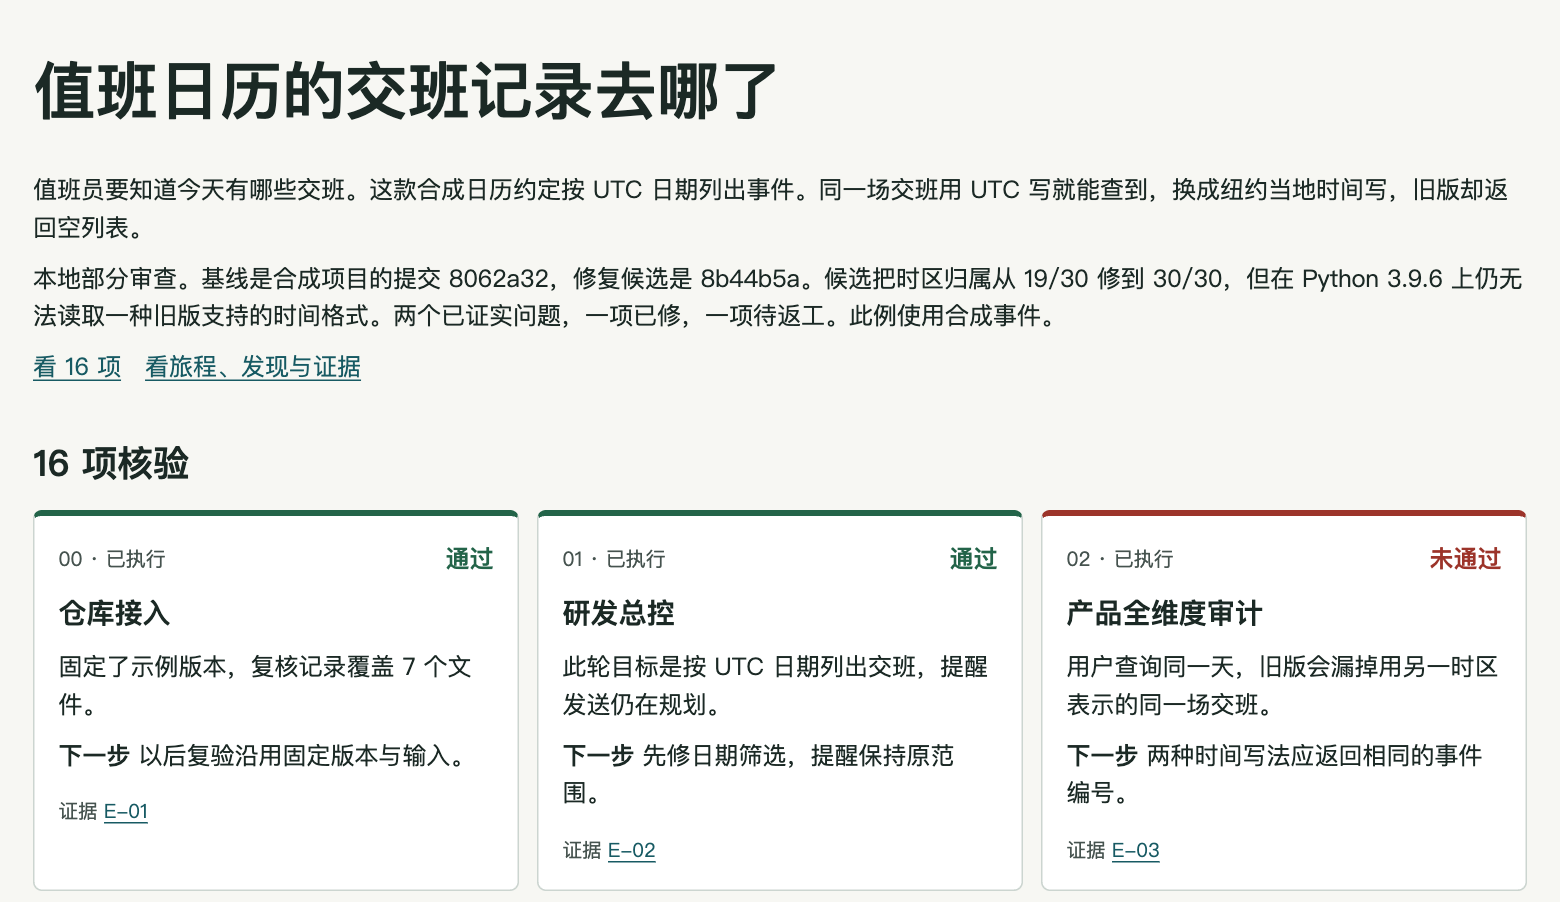 值班日历的交班记录去哪了
值班员要知道今天有哪些交班。这款合成日历约定按 UTC 日期列出事件。同一场交班用 UTC 写就能查到，换成纽约当地时间写，旧版却返
回空列表。
本地部分审查。基线是合成项目的提交 8062a32，修复候选是 8b44b5a。候选把时区归属从 19/30 修到 30/30，但在 Python 3.9.6 上仍无
法读取一种旧版支持的时间格式。两个已证实问题，一项已修，一项待返工。此例使用合成事件。
看 16 项 看旅程、发现与证据
16 项核验
00 · 已执行 通过
仓库接入
固定了示例版本，复核记录覆盖 7 个文
件。
下一步 以后复验沿用固定版本与输入。
证据 E-01
01 · 已执行 通过
研发总控
此轮目标是按 UTC 日期列出交班，提醒
发送仍在规划。
下一步 先修日期筛选，提醒保持原范
围。
证据 E-02
02 · 已执行 未通过
产品全维度审计
用户查询同一天，旧版会漏掉用另一时区
表示的同一场交班。
下一步 两种时间写法应返回相同的事件
编号。
证据 E-03